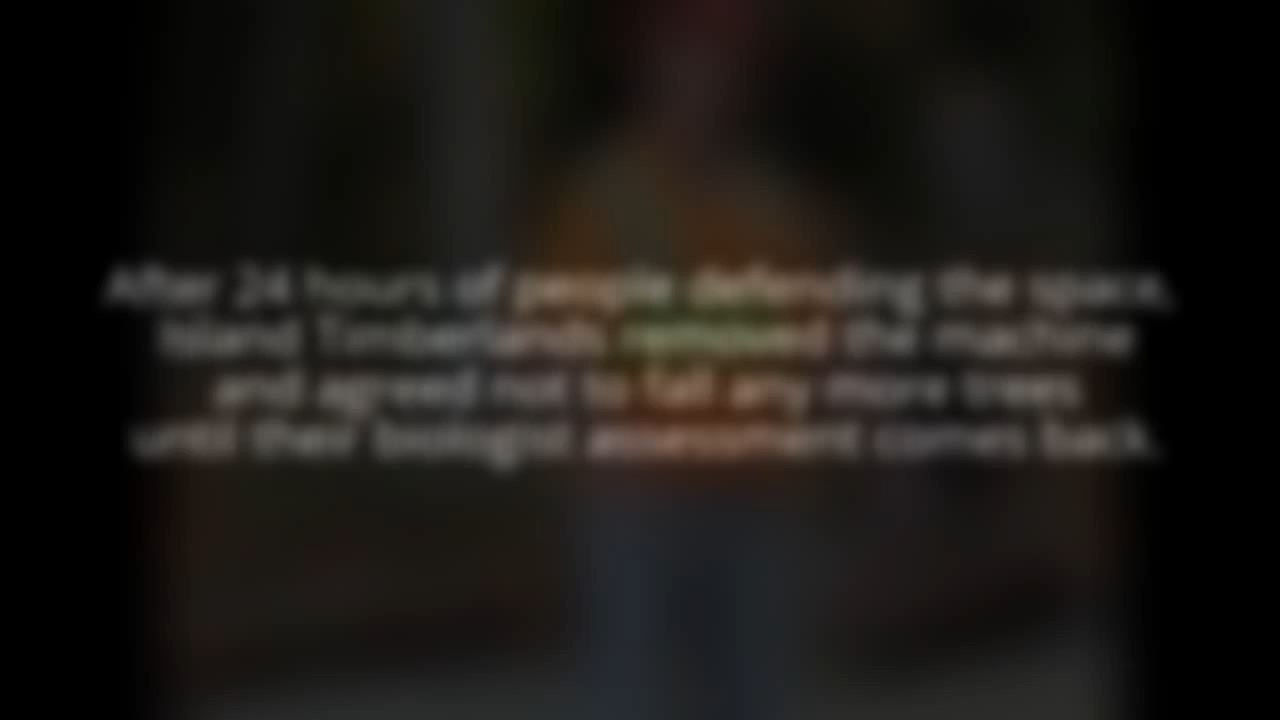 After 24 hours of people defending the space,
Island Timberlands removed the machine
and agreed not to fall any more trees
until their biologist assessment comes back.